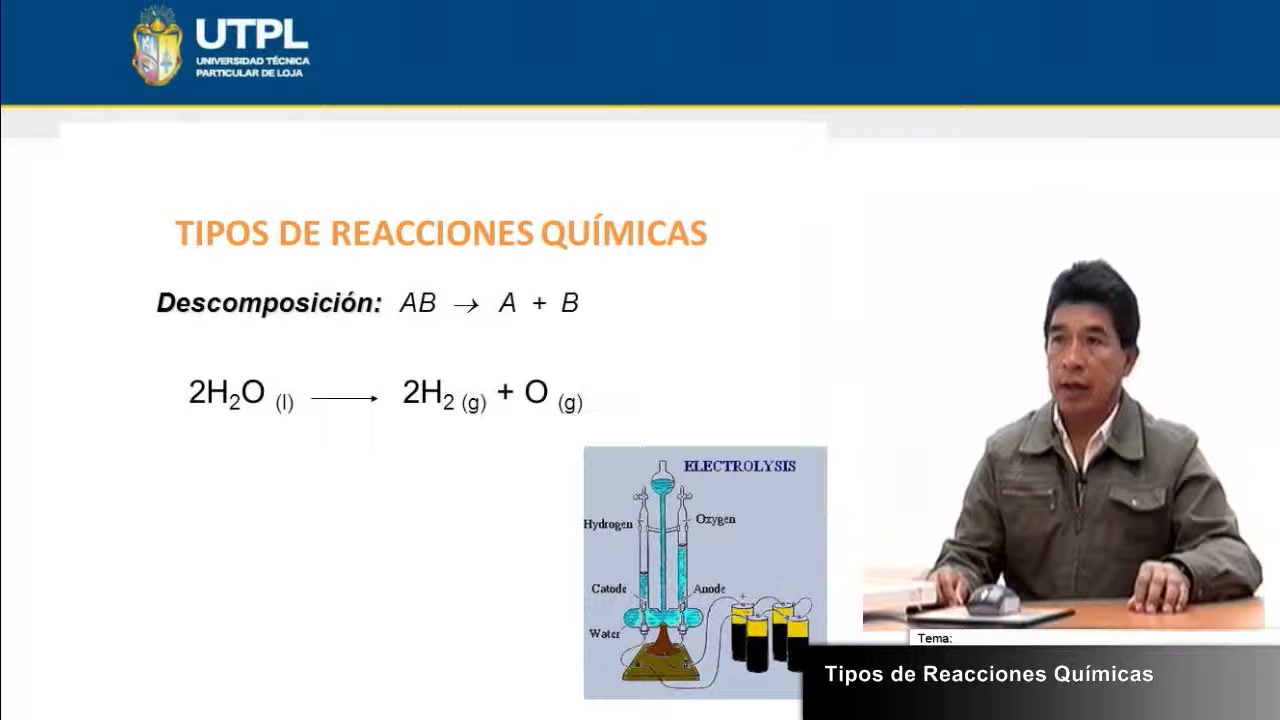 UTPL
UNIVERSIDAD TÉCNICA
PARTICULAR DE LOJA
TIPOS DE REACCIONES QUÍMICAS
Descomposición: AB → A + B
2H₂O (l) ⟶ 2H₂ (g) + O (g)
ELECTROLYSIS
Hydrogen
Oxygen
Catode
Anode
Water
Tema:
Tipos de Reacciones Químicas